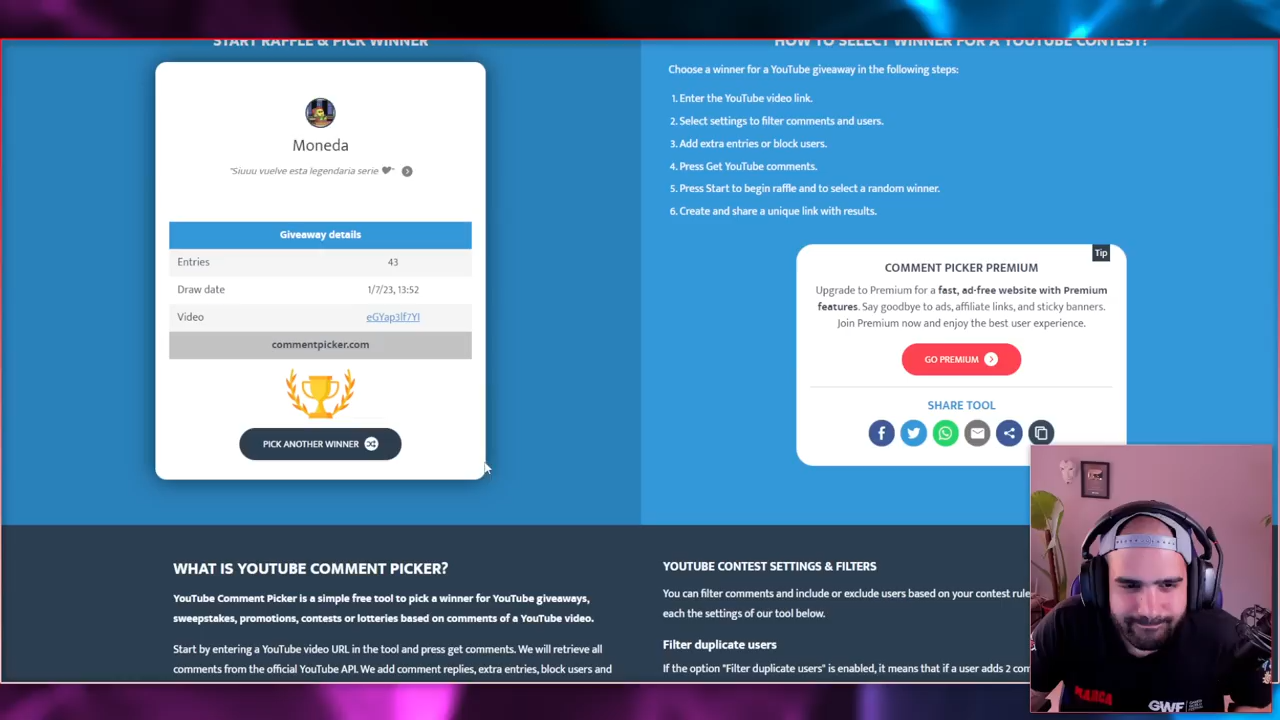 START RAFFLE & PICK WINNER
Moneda
"Siuuu vuelve esta legendaria serie 🖤"
Giveaway details
Entries 43
Draw date 1/7/23, 13:52
Video eGYap3lf7YI
commentpicker.com
PICK ANOTHER WINNER
HOW TO SELECT WINNER FOR A YOUTUBE CONTEST?
Choose a winner for a YouTube giveaway in the following steps:
1. Enter the YouTube video link.
2. Select settings to filter comments and users.
3. Add extra entries or block users.
4. Press Get YouTube comments.
5. Press Start to begin raffle and to select a random winner.
6. Create and share a unique link with results.
Tip
COMMENT PICKER PREMIUM
Upgrade to Premium for a fast, ad-free website with Premium
features. Say goodbye to ads, affiliate links, and sticky banners.
Join Premium now and enjoy the best user experience.
GO PREMIUM
SHARE TOOL
WHAT IS YOUTUBE COMMENT PICKER?
YouTube Comment Picker is a simple free tool to pick a winner for YouTube giveaways,
sweepstakes, promotions, contests or lotteries based on comments of a YouTube video.
Start by entering a YouTube video URL in the tool and press get comments. We will retrieve all
comments from the official YouTube API. We add comment replies, extra entries, block users and
YOUTUBE CONTEST SETTINGS & FILTERS
You can filter comments and include or exclude users based on your contest rule
each the settings of our tool below.
Filter duplicate users
If the option "Filter duplicate users" is enabled, it means that if a user adds 2 com
GWF